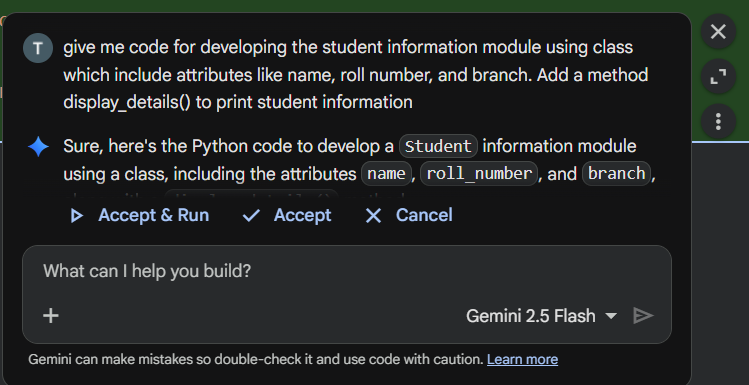 T
give me code for developing the student information module using class
which include attributes like name, roll number, and branch. Add a method
display_details() to print student information
Sure, here's the Python code to develop a Student information module
using a class, including the attributes name, roll_number, and branch,
Accept & Run Accept Cancel
What can I help you build?
Gemini 2.5 Flash
Gemini can make mistakes so double-check it and use code with caution. Learn more